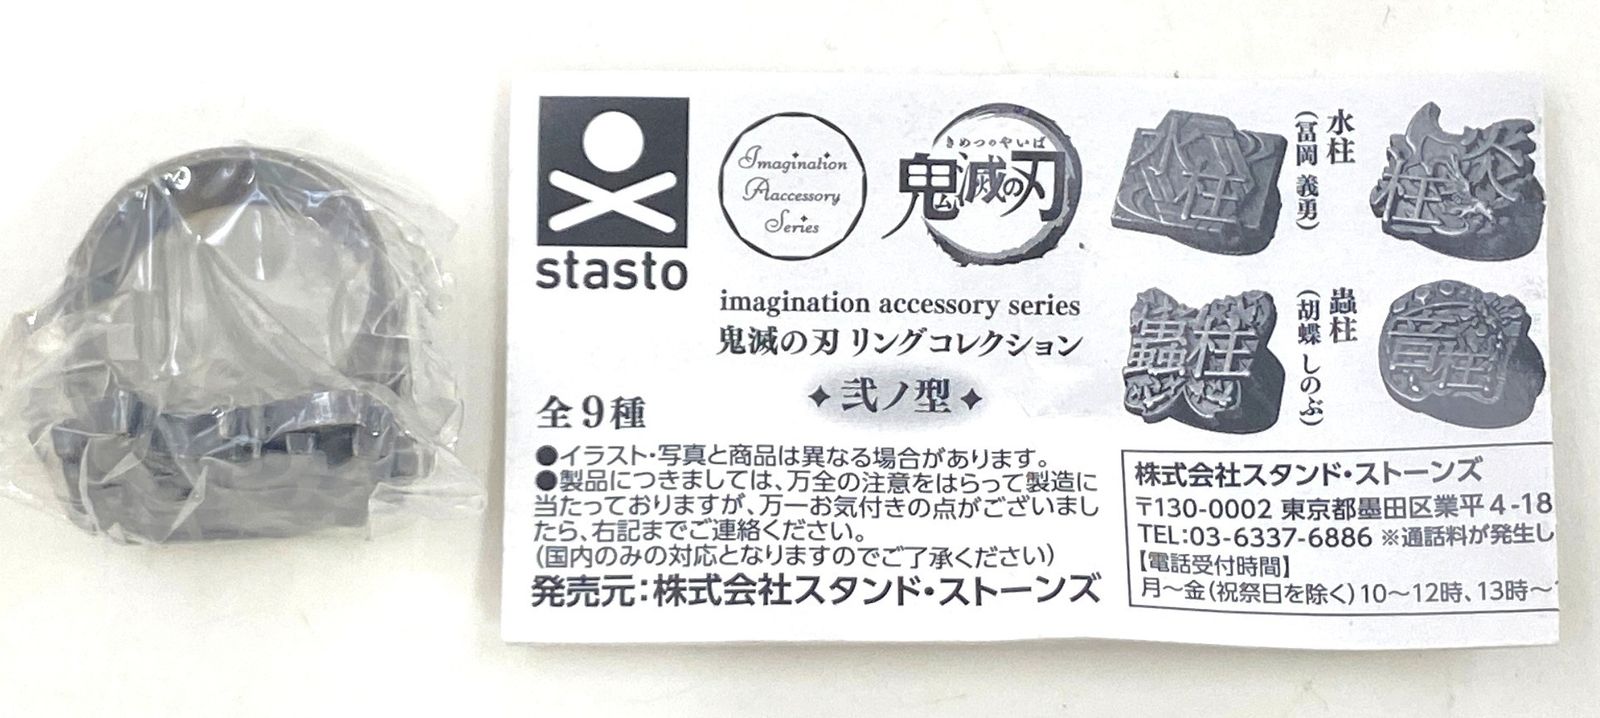 stasto
Imagination
Aaccessory
Series
きめつのやいば
鬼滅の刃
imagination accessory series
鬼滅の刃 リングコレクション
弐ノ型
全9種
●イラスト・写真と商品は異なる場合があります。
●製品につきましては、万全の注意をはらって製造に
当たっておりますが、万一お気付きの点がございまし
たら、右記までご連絡ください。
(国内のみの対応となりますのでご了承ください)
発売元:株式会社スタンド・ストーンズ
水柱
水柱
(冨岡 義勇)
炎柱
蟲柱
蟲柱
(胡蝶 しのぶ)
音柱
株式会社スタンド・ストーンズ
〒130-0002 東京都墨田区業平4-18
TEL:03-6337-6886 ※通話料が発生し
【電話受付時間】
月〜金(祝祭日を除く)10〜12時、13時〜